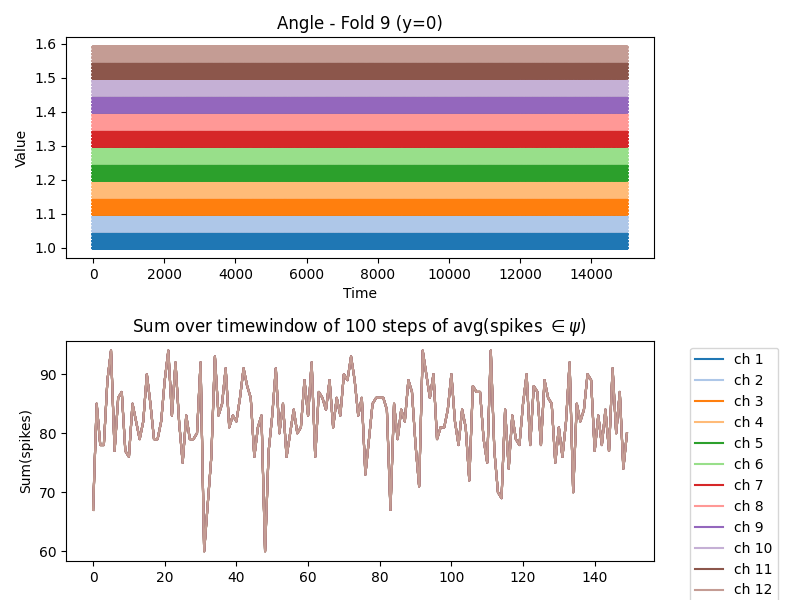 Angle - Fold 9 (y=0)
Value
1.6
1.5
1.4
1.3
1.2
1.1
1.0
0 2000 4000 6000 8000 10000 12000 14000
Time
Sum over timewindow of 100 steps of avg(spikes ∈ ψ)
Sum(spikes)
90
80
70
60
0 20 40 60 80 100 120 140
ch 1
ch 2
ch 3
ch 4
ch 5
ch 6
ch 7
ch 8
ch 9
ch 10
ch 11
ch 12